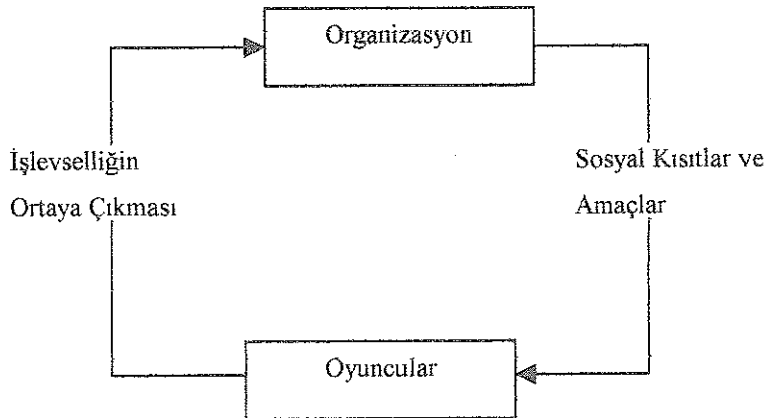 Organizasyon
İşlevselliğin
Ortaya Çıkması
Sosyal Kısıtlar ve
Amaçlar
Oyuncular